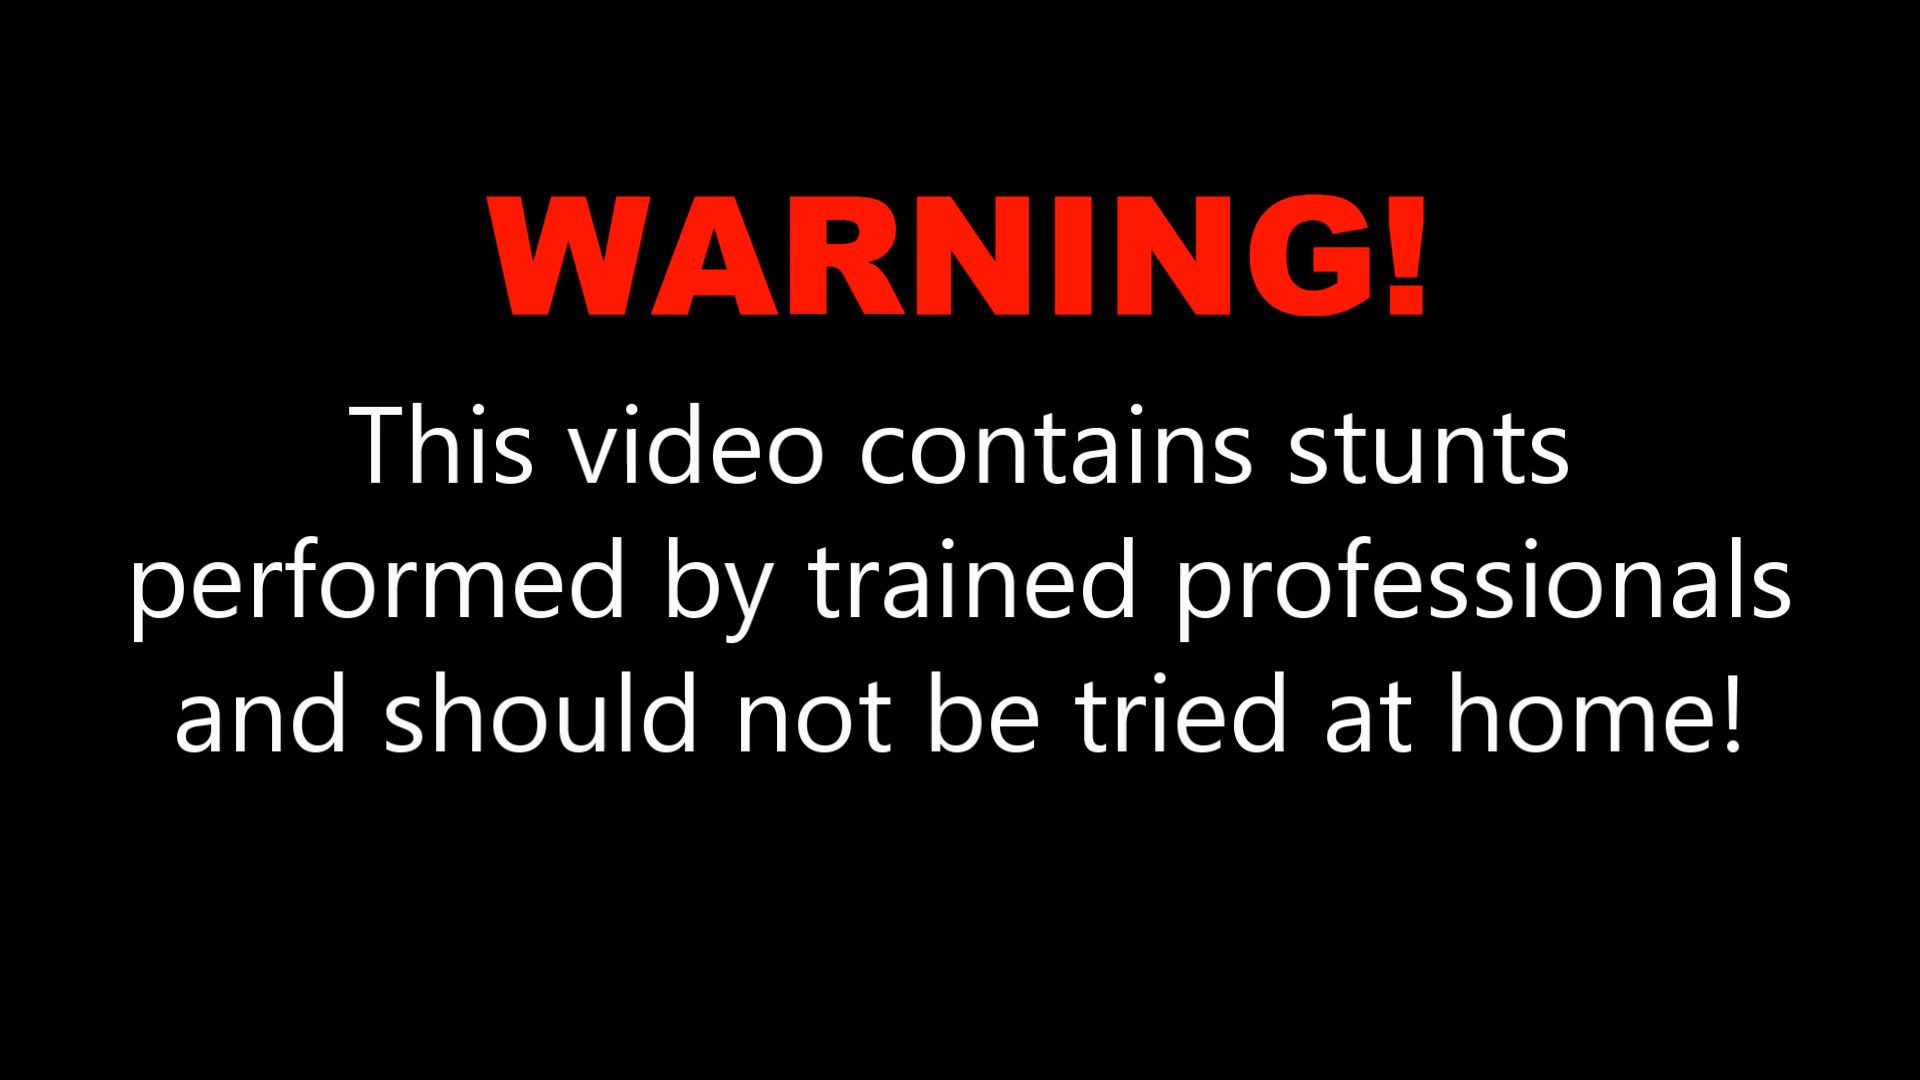 WARNING!
This video contains stunts
performed by trained professionals
and should not be tried at home!